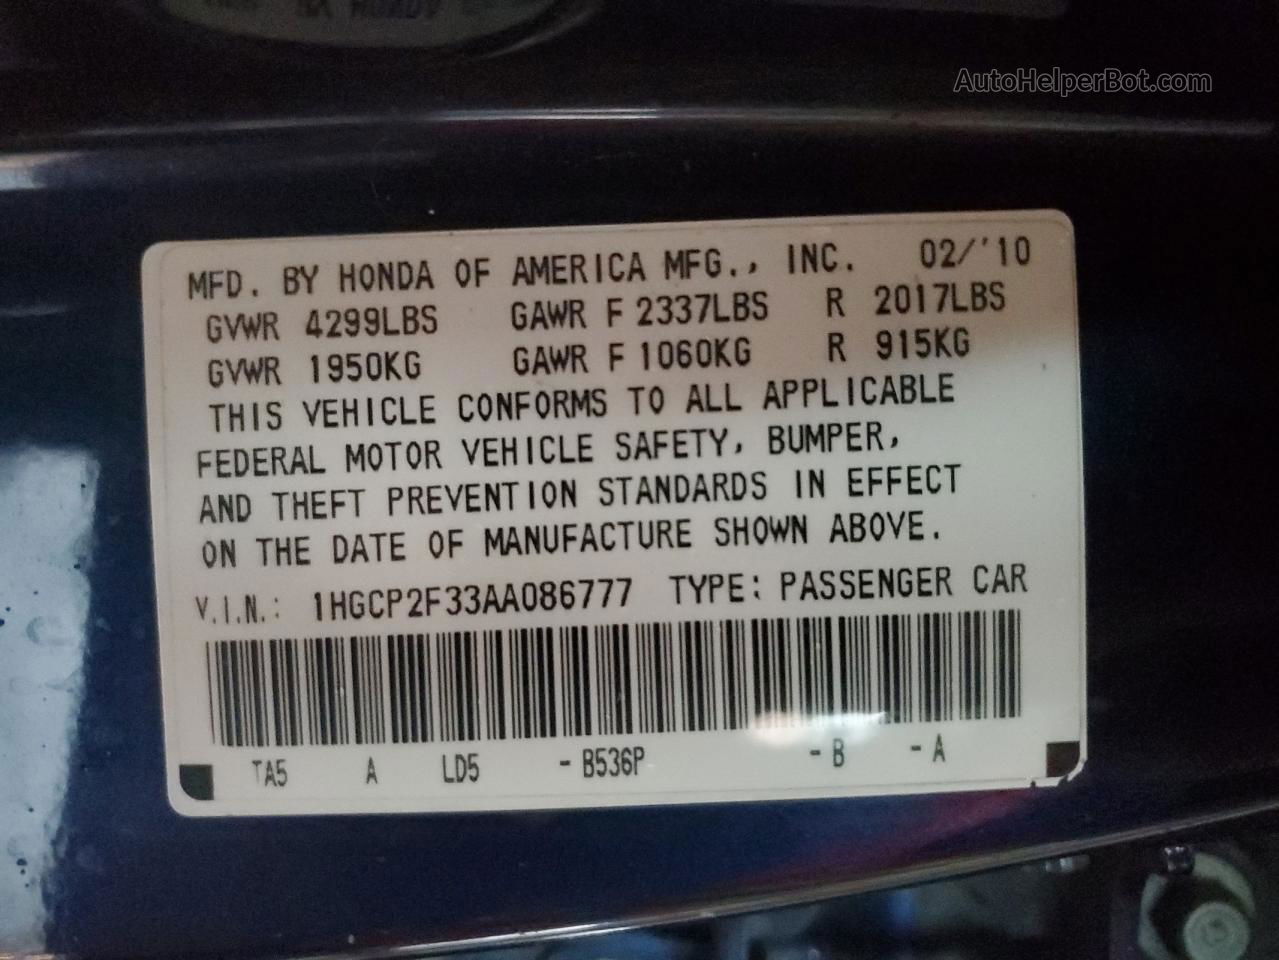 AutoHelperBot.com
MFD. BY HONDA OF AMERICA MFG., INC. 02/'10
GVWR 4299LBS GAWR F 2337LBS R 2017LBS
GVWR 1950KG GAWR F 1060KG R 915KG
THIS VEHICLE CONFORMS TO ALL APPLICABLE
FEDERAL MOTOR VEHICLE SAFETY, BUMPER,
AND THEFT PREVENTION STANDARDS IN EFFECT
ON THE DATE OF MANUFACTURE SHOWN ABOVE.
V.I.N.: 1HGCP2F33AA086777 TYPE: PASSENGER CAR
TA5 A LD5 -B536P -B -A